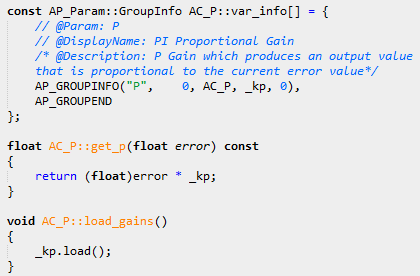 const AP_Param::GroupInfo AC_P::var_info[] = {
    // @Param: P
    // @DisplayName: PI Proportional Gain
    /* @Description: P Gain which produces an output value
    that is proportional to the current error value*/
    AP_GROUPINFO("P",    0, AC_P, _kp, 0),
    AP_GROUPEND
};

float AC_P::get_p(float error) const
{
    return (float)error * _kp;
}

void AC_P::load_gains()
{
    _kp.load();
}